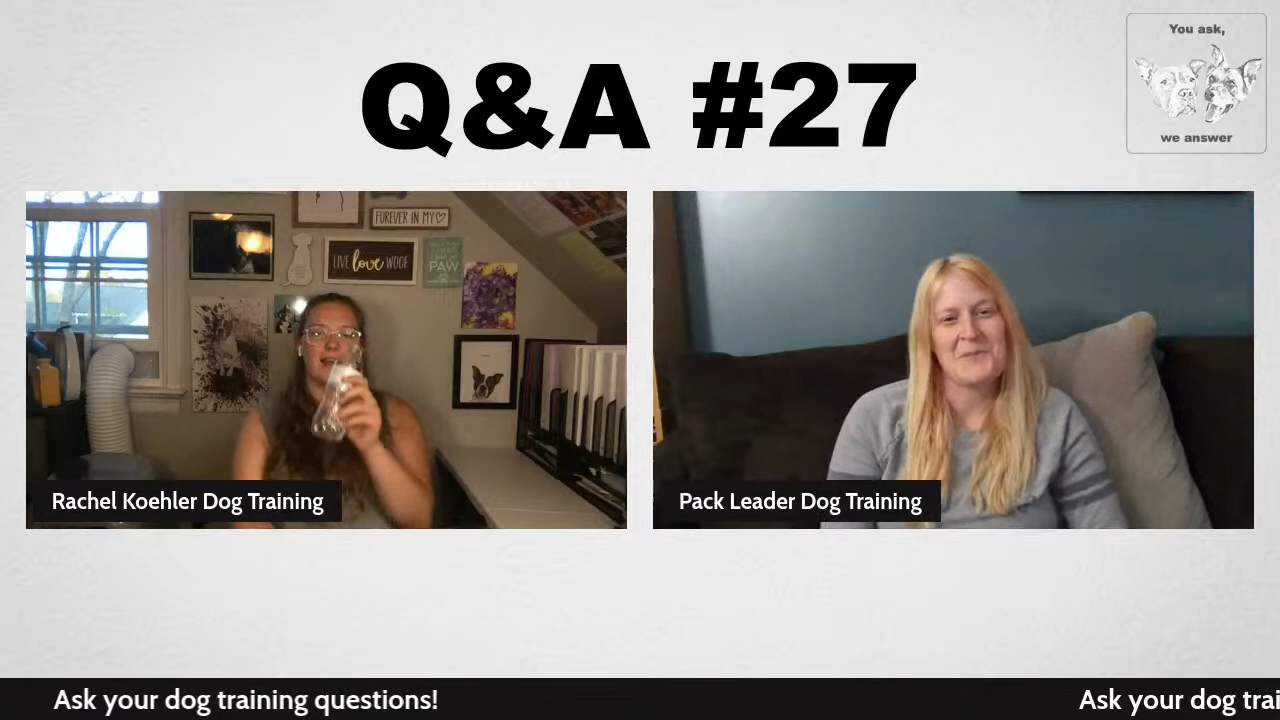 You ask,
we answer
Q&A #27
FUREVER IN MY
LIVE love WOOF
PAW
Rachel Koehler Dog Training
Pack Leader Dog Training
Ask your dog training questions!
Ask your dog trai